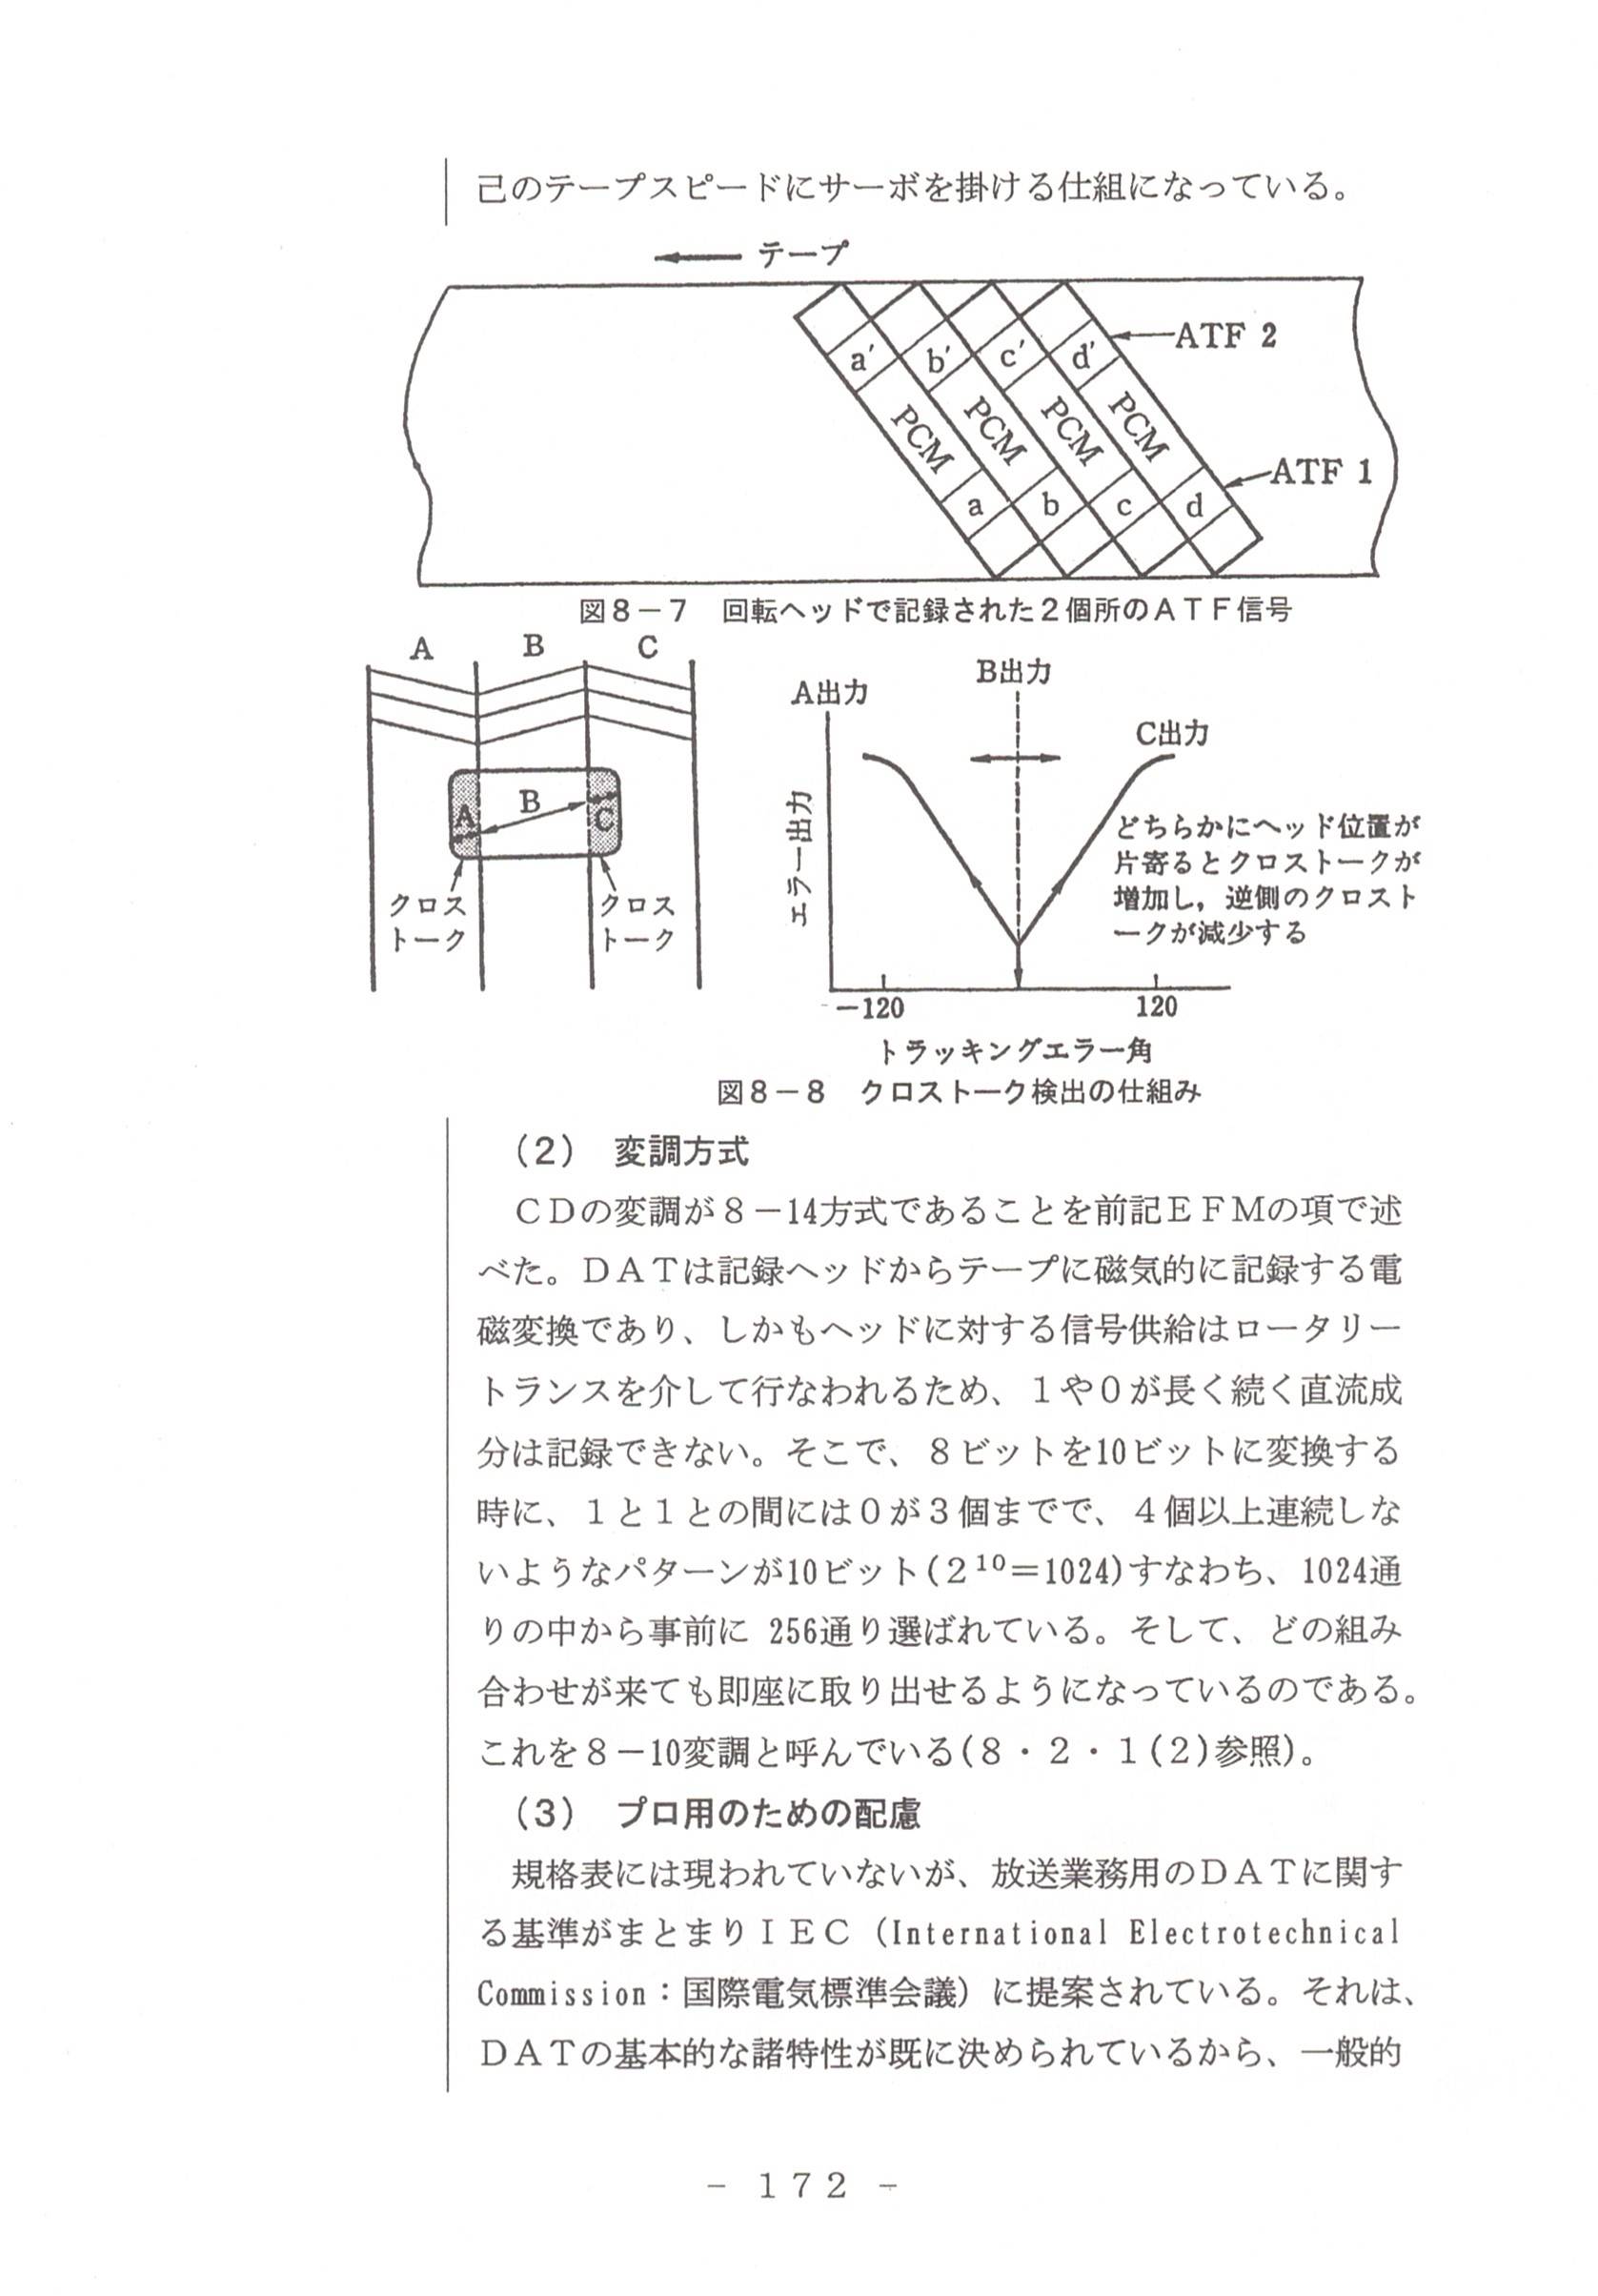 己のテープスピードにサーボを掛ける仕組になっている。
テープ
ATF 2
a′ b′ c′ d′
PCM PCM PCM PCM
ATF 1
a b c d
図8－7　回転ヘッドで記録された2個所のＡＴＦ信号
A B C
A B C
クロス
トーク
クロス
トーク
A出力
B出力
C出力
エラー出力
どちらかにヘッド位置が
片寄るとクロストークが
増加し，逆側のクロスト
ークが減少する
－120
120
トラッキングエラー角
図8－8　クロストーク検出の仕組み
（2）　変調方式
ＣＤの変調が８－14方式であることを前記ＥＦＭの項で述
べた。ＤＡＴは記録ヘッドからテープに磁気的に記録する電
磁変換であり、しかもヘッドに対する信号供給はロータリー
トランスを介して行なわれるため、１や０が長く続く直流成
分は記録できない。そこで、８ビットを10ビットに変換する
時に、１と１との間には０が３個までで、４個以上連続しな
いようなパターンが10ビット(２¹⁰＝1024)すなわち、1024通
りの中から事前に 256通り選ばれている。そして、どの組み
合わせが来ても即座に取り出せるようになっているのである。
これを８－10変調と呼んでいる(８・２・１(２)参照)。
（3）　プロ用のための配慮
規格表には現われていないが、放送業務用のＤＡＴに関す
る基準がまとまりＩＥＣ（International Electrotechnical
Commission：国際電気標準会議）に提案されている。それは、
ＤＡＴの基本的な諸特性が既に決められているから、一般的
－ １７２ －